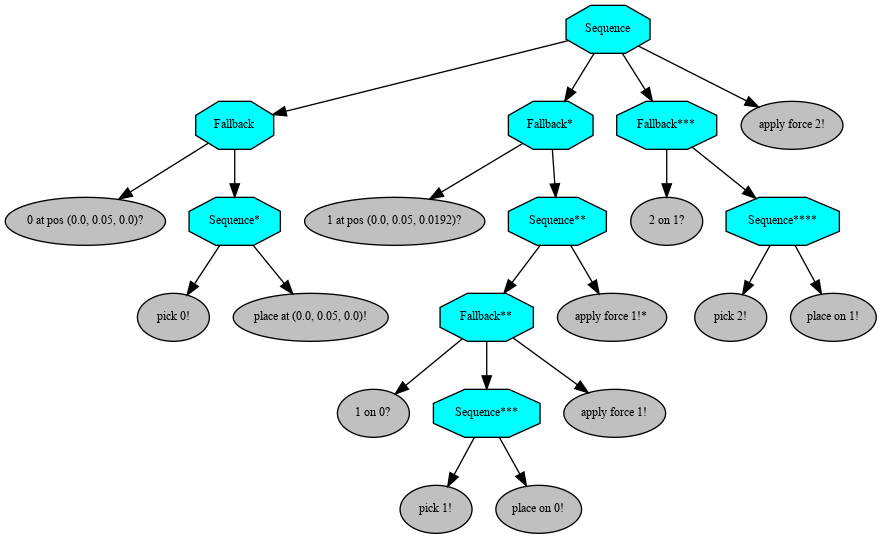 Sequence
Fallback
Fallback*
Fallback***
apply force 2!
0 at pos (0.0, 0.05, 0.0)?
Sequence*
1 at pos (0.0, 0.05, 0.0192)?
Sequence**
2 on 1?
Sequence****
pick 0!
place at (0.0, 0.05, 0.0)!
Fallback**
apply force 1!*
pick 2!
place on 1!
1 on 0?
Sequence***
apply force 1!
pick 1!
place on 0!